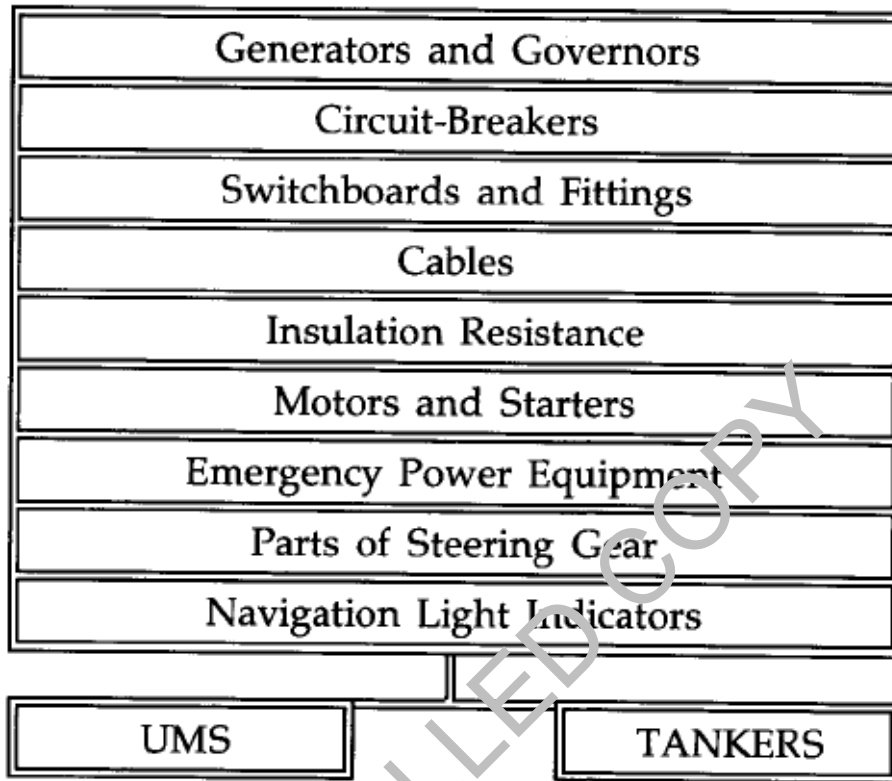 Generators and Governors
Circuit-Breakers
Switchboards and Fittings
Cables
Insulation Resistance
Motors and Starters
Emergency Power Equipment
Parts of Steering Gear
Navigation Light Indicators
UMS
TANKERS
LLED COPY